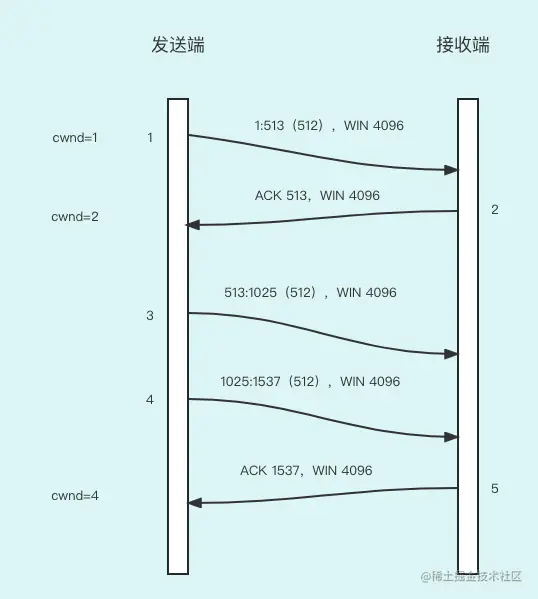 发送端
接收端
cwnd=1
1
1:513（512），WIN 4096
ACK 513，WIN 4096
2
cwnd=2
513:1025（512），WIN 4096
3
1025:1537（512），WIN 4096
4
ACK 1537，WIN 4096
5
cwnd=4
@稀土掘金技术社区